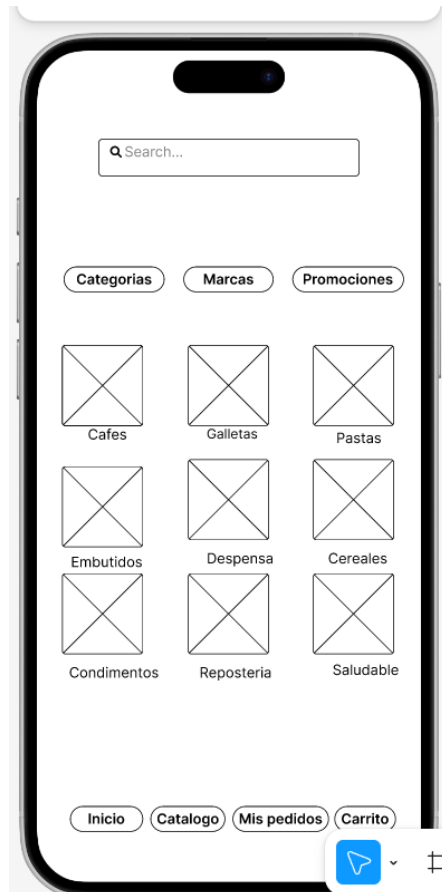 Search...
Categorias Marcas Promociones
Cafes Galletas Pastas
Embutidos Despensa Cereales
Condimentos Reposteria Saludable
Inicio Catalogo Mis pedidos Carrito